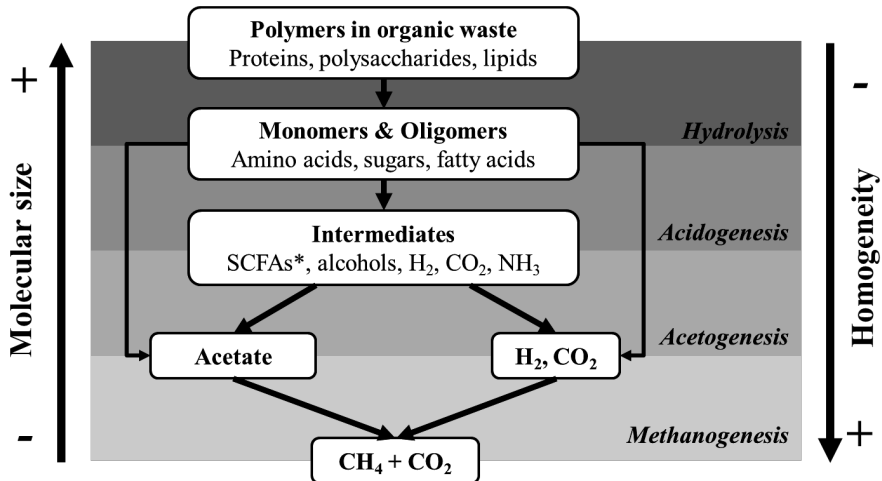 Polymers in organic waste
Proteins, polysaccharides, lipids
Hydrolysis
Monomers & Oligomers
Amino acids, sugars, fatty acids
Acidogenesis
Intermediates
SCFAs*, alcohols, H₂, CO₂, NH₃
Acetogenesis
Acetate
H₂, CO₂
Methanogenesis
CH₄ + CO₂
+
Molecular size
-
-
Homogeneity
+